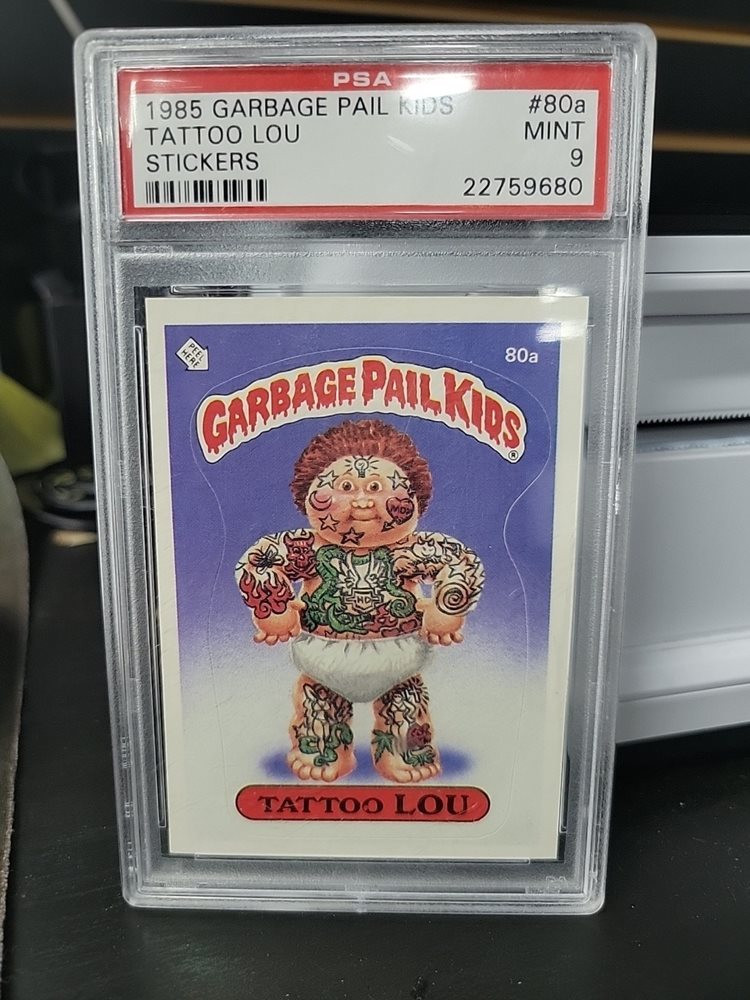 PSA
1985 GARBAGE PAIL KIDS #80a
TATTOO LOU MINT
STICKERS 9
22759680
PEEL HERE
80a
GARBAGE PAIL KIDS
®
MOM
TATTOO LOU